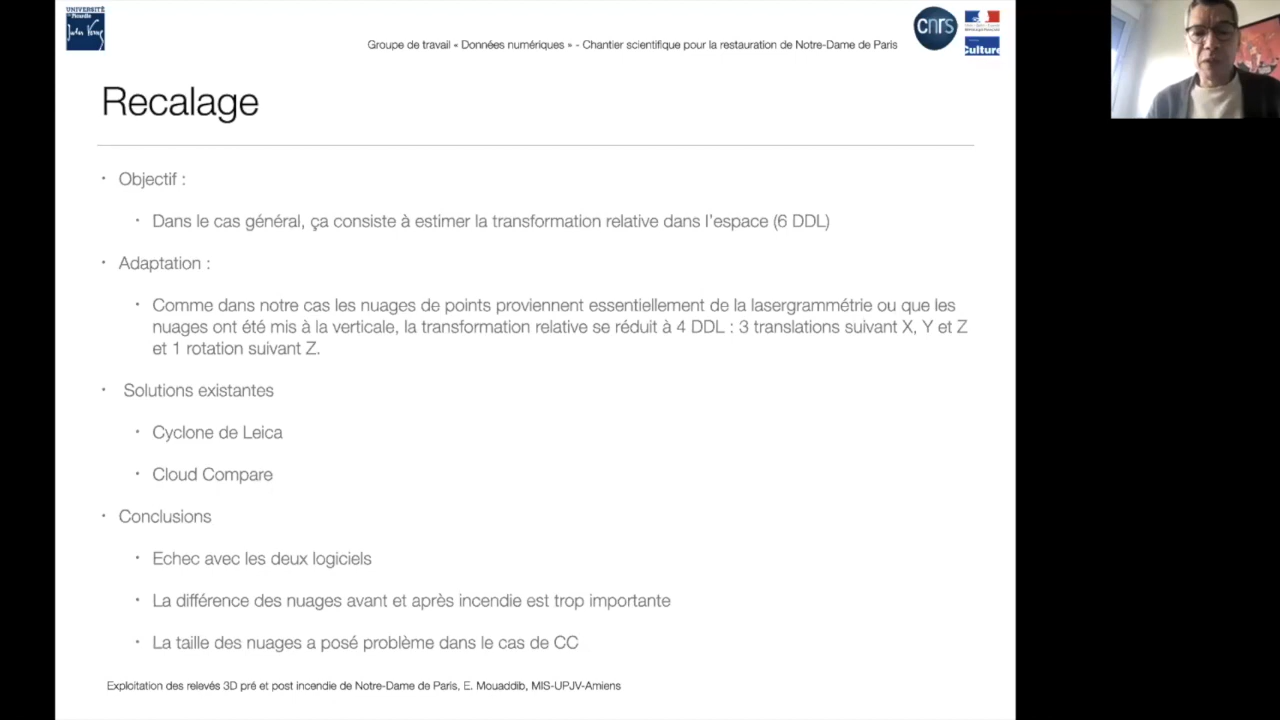 UNIVERSITÉ
de Picardie
Jules Verne
cnrs
Culture
Groupe de travail « Données numériques » - Chantier scientifique pour la restauration de Notre-Dame de Paris
Recalage
• Objectif :
• Dans le cas général, ça consiste à estimer la transformation relative dans l'espace (6 DDL)
• Adaptation :
• Comme dans notre cas les nuages de points proviennent essentiellement de la lasergrammétrie ou que les
nuages ont été mis à la verticale, la transformation relative se réduit à 4 DDL : 3 translations suivant X, Y et Z
et 1 rotation suivant Z.
• Solutions existantes
• Cyclone de Leica
• Cloud Compare
• Conclusions
• Echec avec les deux logiciels
• La différence des nuages avant et après incendie est trop importante
• La taille des nuages a posé problème dans le cas de CC
Exploitation des relevés 3D pré et post incendie de Notre-Dame de Paris, E. Mouaddib, MIS-UPJV-Amiens